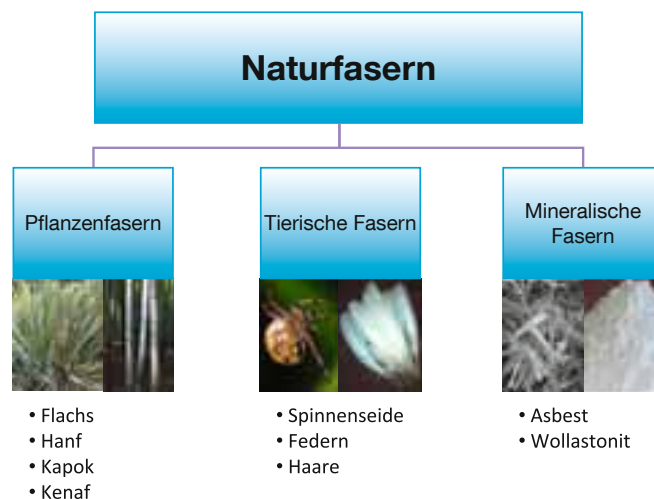 Naturfasern
Pflanzenfasern
Tierische Fasern
Mineralische
Fasern
• Flachs
• Hanf
• Kapok
• Kenaf
• Spinnenseide
• Federn
• Haare
• Asbest
• Wollastonit